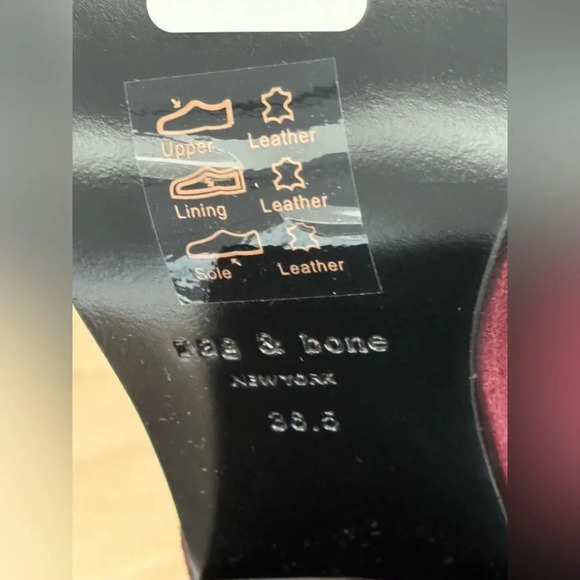 Upper Leather
Lining Leather
Sole Leather
rag & bone
NEW YORK
38.5